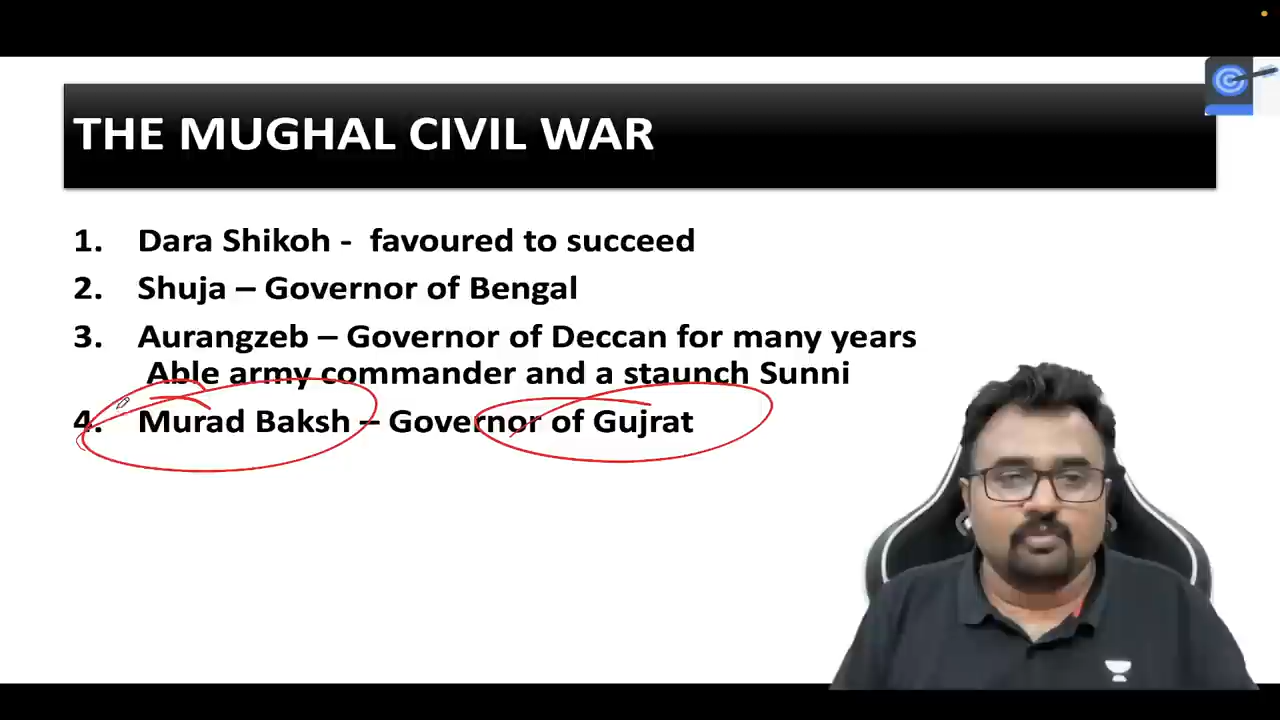 THE MUGHAL CIVIL WAR
1. Dara Shikoh - favoured to succeed
2. Shuja – Governor of Bengal
3. Aurangzeb – Governor of Deccan for many years
Able army commander and a staunch Sunni
4. Murad Baksh – Governor of Gujrat